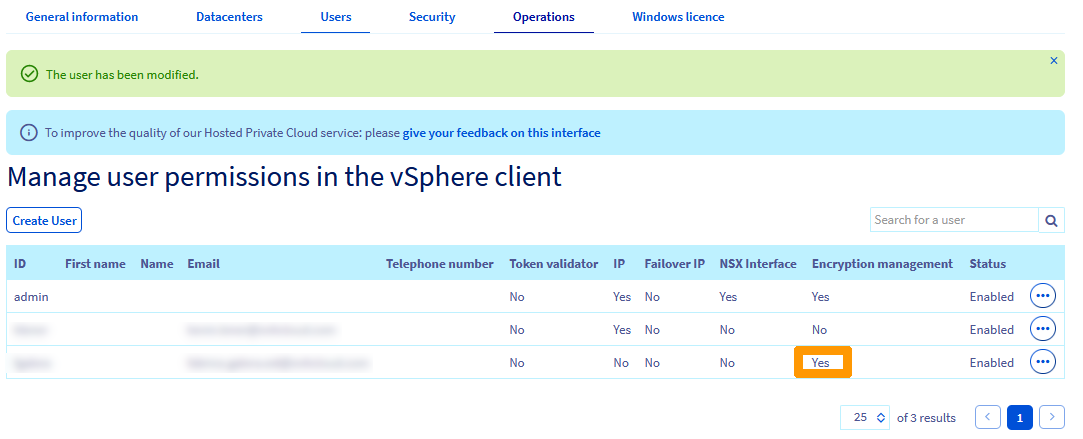 General information Datacenters Users Security Operations Windows licence
The user has been modified.
To improve the quality of our Hosted Private Cloud service: please give your feedback on this interface
Manage user permissions in the vSphere client
Create User Search for a user
ID First name Name Email Telephone number Token validator IP Failover IP NSX Interface Encryption management Status
admin No Yes No Yes Yes Enabled
No Yes No No No Enabled
No No No No Yes Enabled
25 of 3 results 1